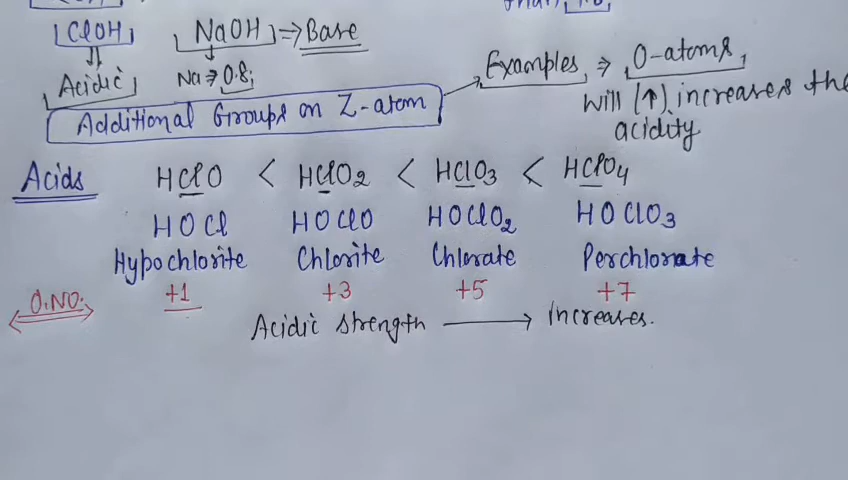 ClOH NaOH ⇒ Base
Acidic Na ⇒ 0.8,
Examples, ⇒ O-atoms,
will (↑) increases the
acidity
Additional Groups on Z-atom
Acids HClO < HClO2 < HClO3 < HClO4
HOCl HOClO HOClO2 HOClO3
Hypochlorite Chlorite Chlorate Perchlorate
O.NO. +1 +3 +5 +7
Acidic strength → increases.